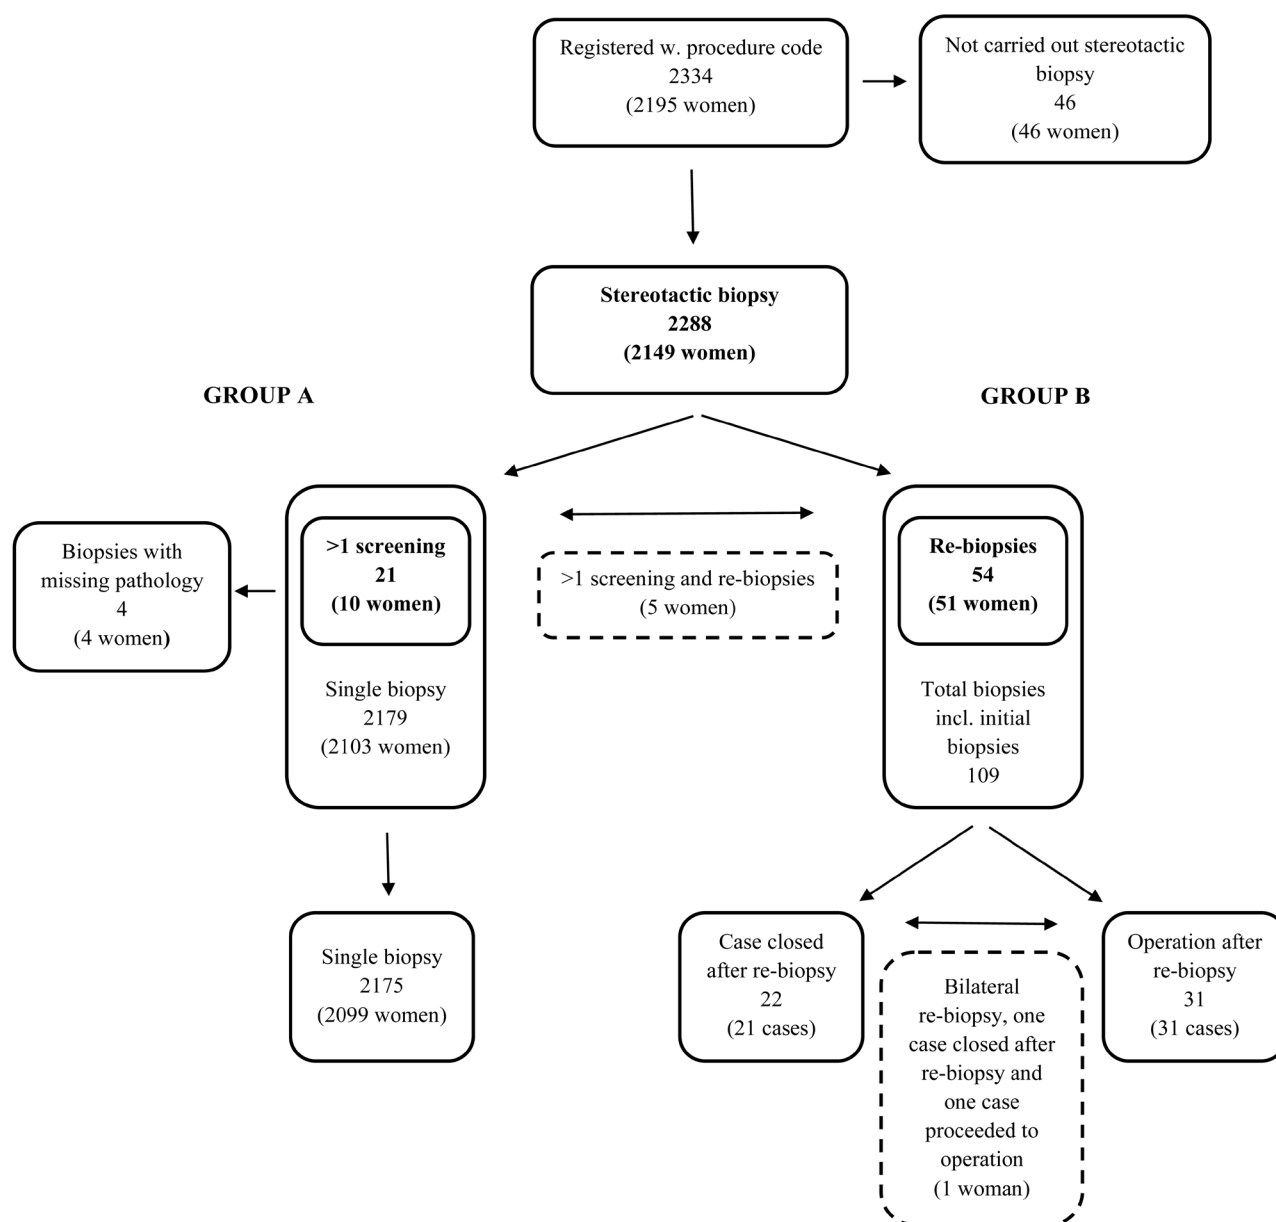 Registered w. procedure code
2334
(2195 women)
Not carried out stereotactic
biopsy
46
(46 women)
Stereotactic biopsy
2288
(2149 women)
GROUP A
GROUP B
Biopsies with
missing pathology
4
(4 women)
>1 screening
21
(10 women)
Single biopsy
2179
(2103 women)
>1 screening and re-biopsies
(5 women)
Re-biopsies
54
(51 women)
Total biopsies
incl. initial
biopsies
109
Single biopsy
2175
(2099 women)
Case closed
after re-biopsy
22
(21 cases)
Bilateral
re-biopsy, one
case closed after
re-biopsy and
one case
proceeded to
operation
(1 woman)
Operation after
re-biopsy
31
(31 cases)